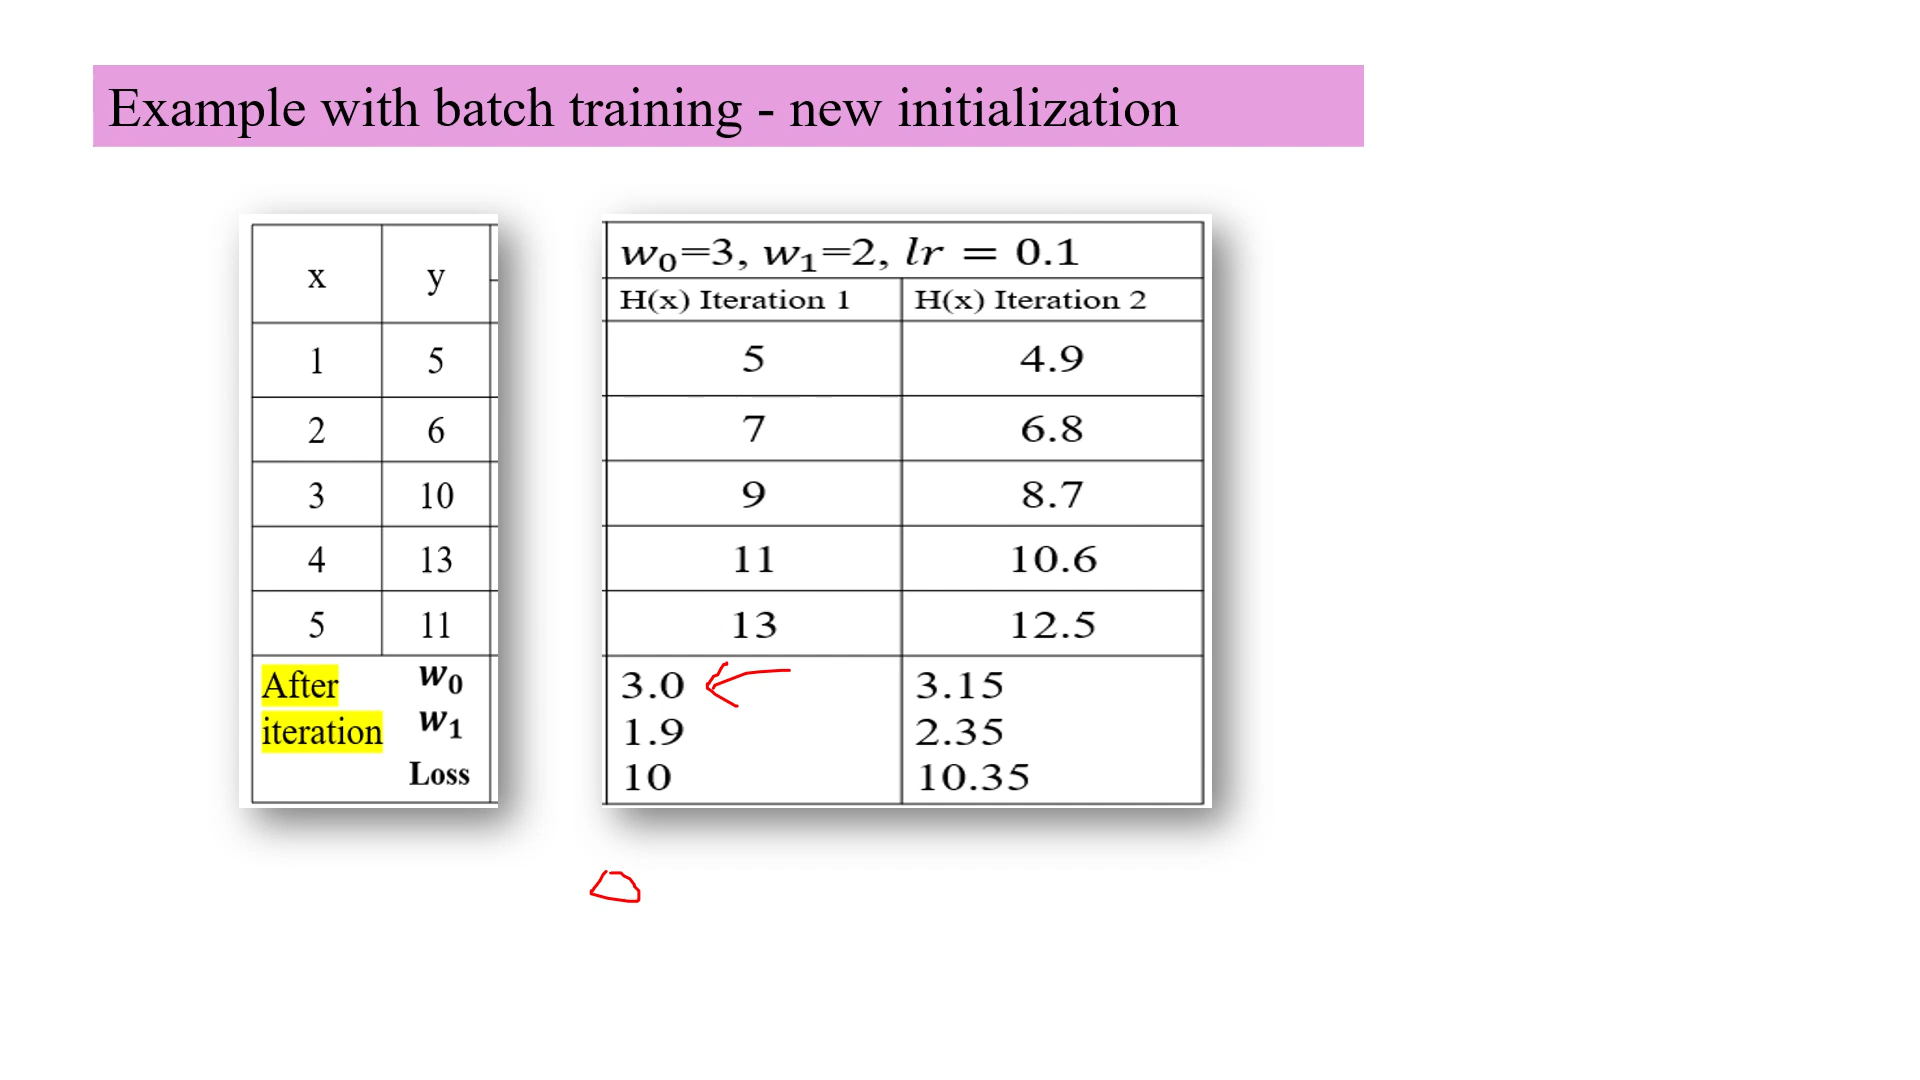 Example with batch training - new initialization
x y
1 5
2 6
3 10
4 13
5 11
After iteration
w₀
w₁
Loss
w₀=3, w₁=2, lr = 0.1
H(x) Iteration 1 H(x) Iteration 2
5 4.9
7 6.8
9 8.7
11 10.6
13 12.5
3.0 3.15
1.9 2.35
10 10.35